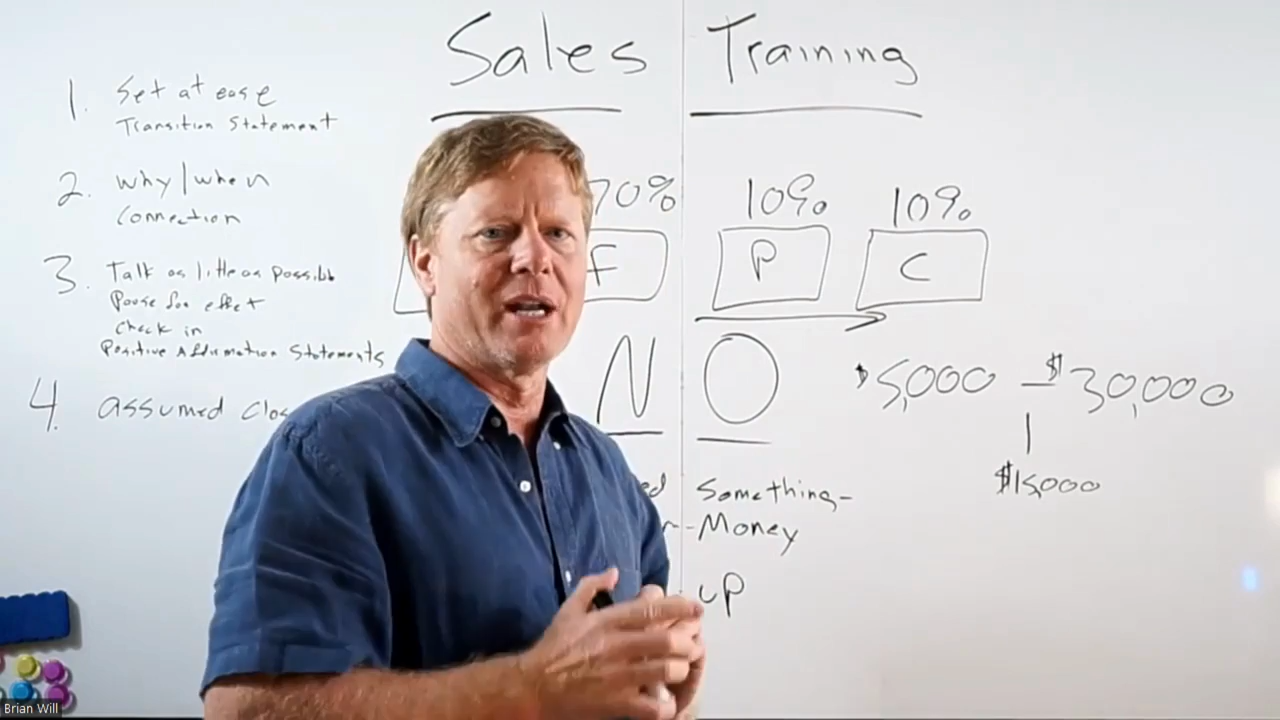 Sales Training
1. Set at ease
Transition Statement
2. Why/when
connection
3. Talk as little as possible
Pause for effect
Check in
Positive Affirmation Statements
4. assumed
70% 10% 10%
F P C
NO
$5,000 - $30,000
$15,000
Something-
-Money
up
Brian Will